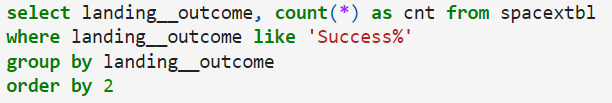 select landing__outcome, count(*) as cnt from spacextbl
where landing__outcome like 'Success%'
group by landing__outcome
order by 2